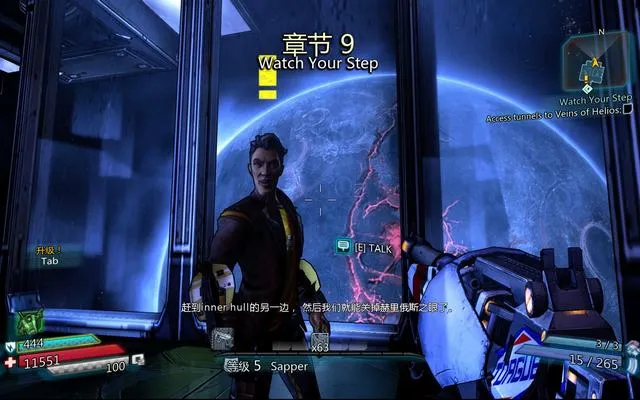 章节 9
Watch Your Step
N
Watch Your Step
Access tunnels to Veins of Helios:
升级！
Tab
[E] TALK
赶到inner hull的另一边，然后我们就能关掉赫里俄斯之眼了。
444
11551
100
x63
等级 5 Sapper
3 / 3
15 / 265
TORGUE